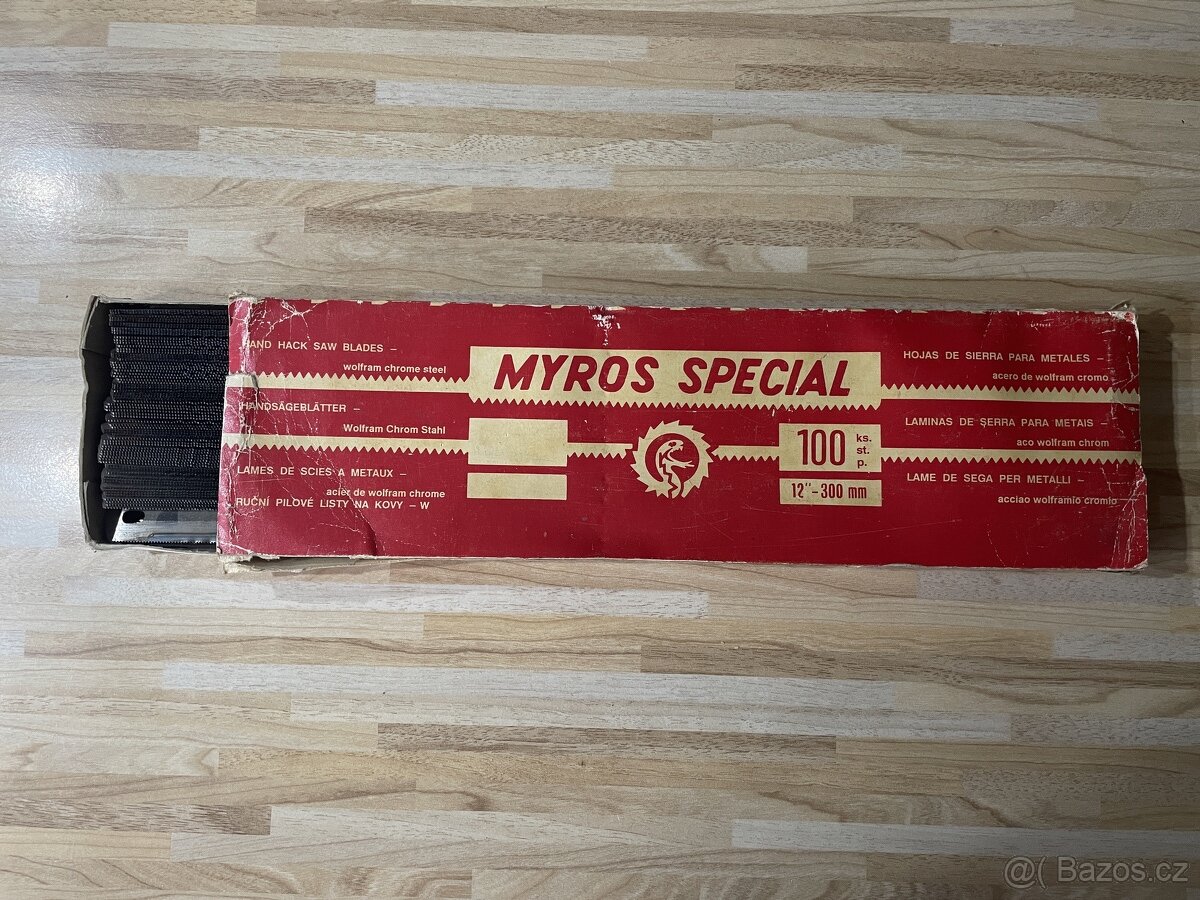 HAND HACK SAW BLADES –
wolfram chrome steel
HANDSÄGEBLÄTTER –
Wolfram Chrom Stahl
LAMES DE SCIES A METAUX –
acier de wolfram chrome
RUČNÍ PILOVÉ LISTY NA KOVY – W
MYROS SPECIAL
100 ks.
st.
p.
12"-300 mm
HOJAS DE SIERRA PARA METALES –
acero de wolfram cromo
LAMINAS DE SERRA PARA METAIS –
aco wolfram chrom
LAME DE SEGA PER METALLI –
acciao wolframio cromio
@( Bazos.cz